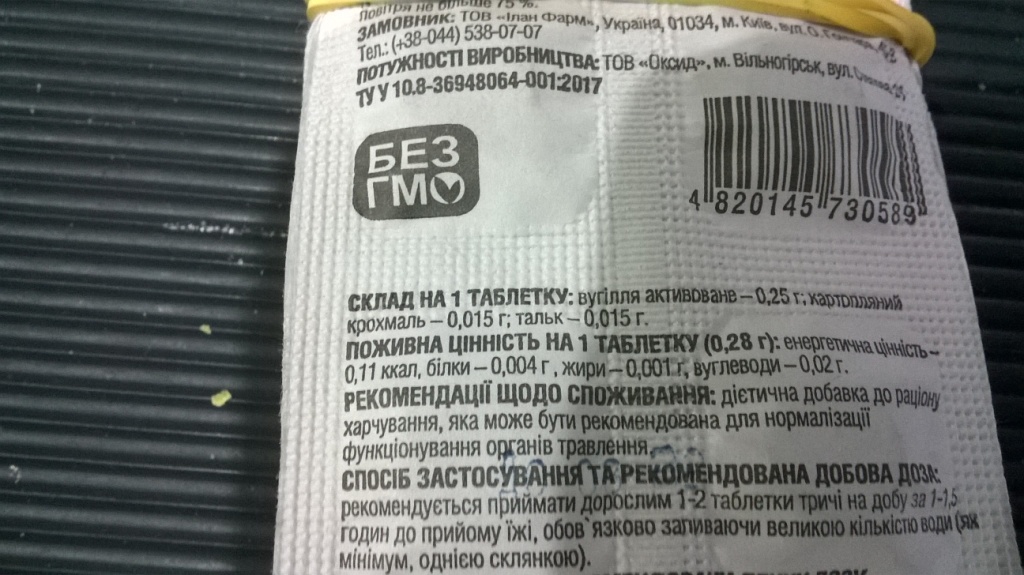 повітря не більше 75 %.
ЗАМОВНИК: ТОВ «Ілан Фарм», Україна, 01034, м. Київ, вул. О.
Тел.: (+38-044) 538-07-07
ПОТУЖНОСТІ ВИРОБНИЦТВА: ТОВ «Оксид», м. Вільногірськ, вул.
ТУ У 10.8-36948064-001:2017
БЕЗ
ГМО
4 820145 730589
СКЛАД НА 1 ТАБЛЕТКУ: вугілля активоване – 0,25 г; картопляний
крохмаль – 0,015 г; тальк – 0,015 г.
ПОЖИВНА ЦІННІСТЬ НА 1 ТАБЛЕТКУ (0,28 г): енергетична цінність –
0,11 ккал, білки – 0,004 г , жири – 0,001 г, вуглеводи – 0,02 г.
РЕКОМЕНДАЦІЇ ЩОДО СПОЖИВАННЯ: дієтична добавка до раціону
харчування, яка може бути рекомендована для нормалізації
функціонування органів травлення.
СПОСІБ ЗАСТОСУВАННЯ ТА РЕКОМЕНДОВАНА ДОБОВА ДОЗА:
рекомендується приймати дорослим 1-2 таблетки тричі на добу за 1-1,5
годин до прийому їжі, обов`язково запиваючи великою кількістю води (як
мінімум, однією склянкою).